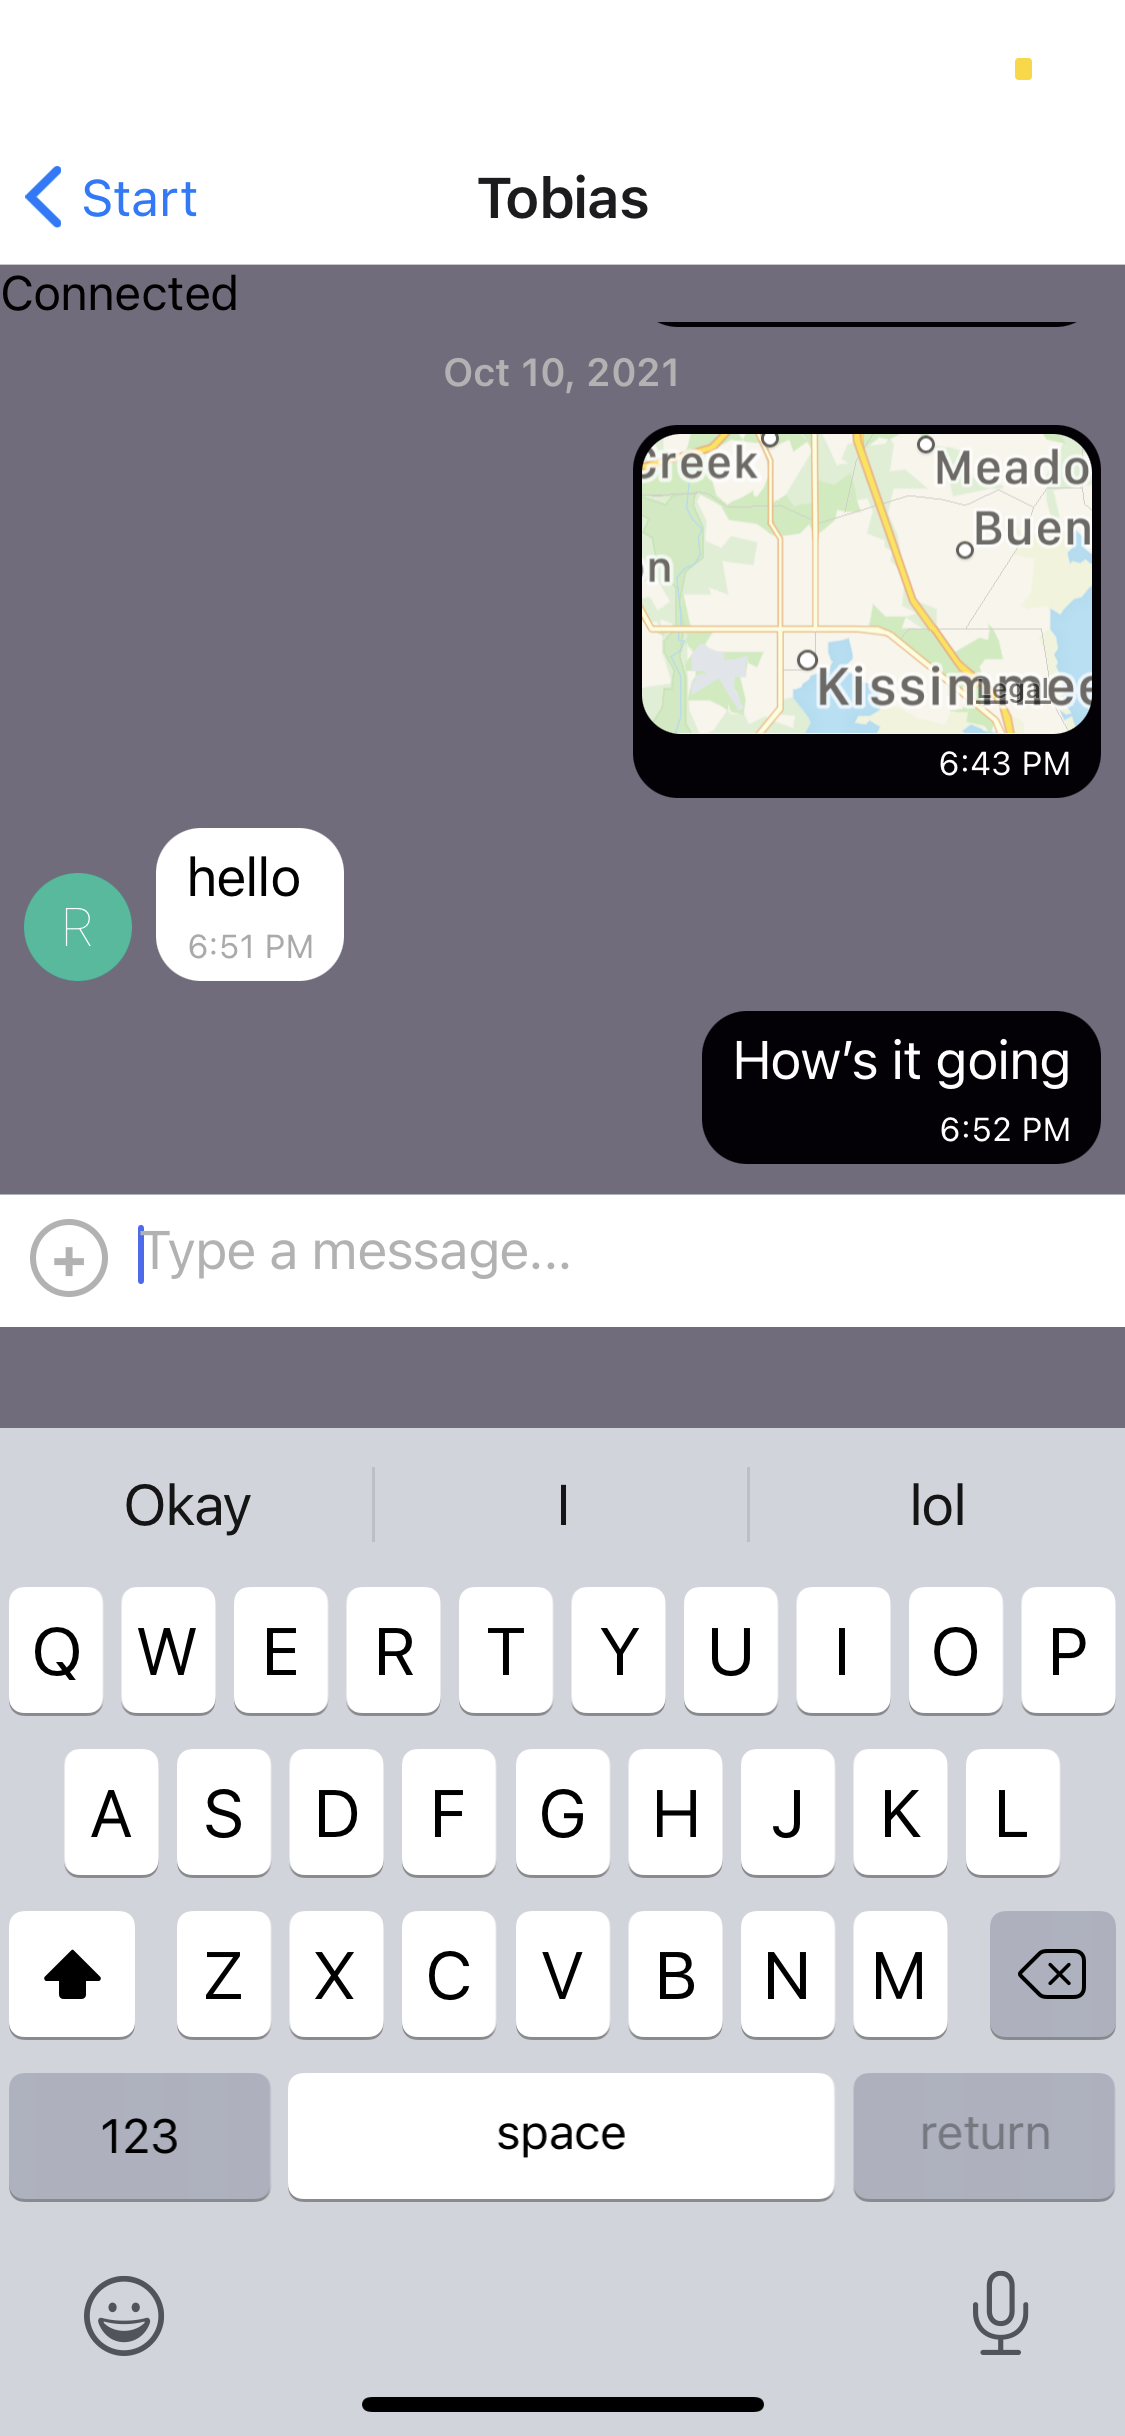 Start
Tobias
Connected
Oct 10, 2021
Creek
Meado
Buen
n
Kissimmee
Legal
6:43 PM
hello
R
6:51 PM
How's it going
6:52 PM
+
Type a message...
Okay I lol
Q W E R T Y U I O P
A S D F G H J K L
Z X C V B N M
123 space return